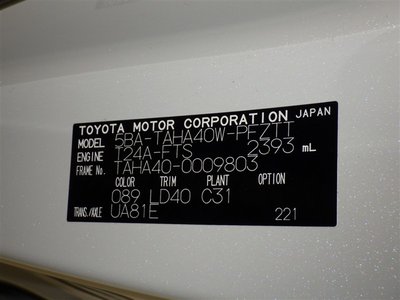 TOYOTA MOTOR CORPORATION JAPAN
MODEL 5BA-TAHA40W-PFZTT
ENGINE T24A-FTS 2393 mL
FRAME No. TAHA40-0009803
COLOR TRIM PLANT OPTION
089 LD40 C31
TRANS./AXLE UA81E 221